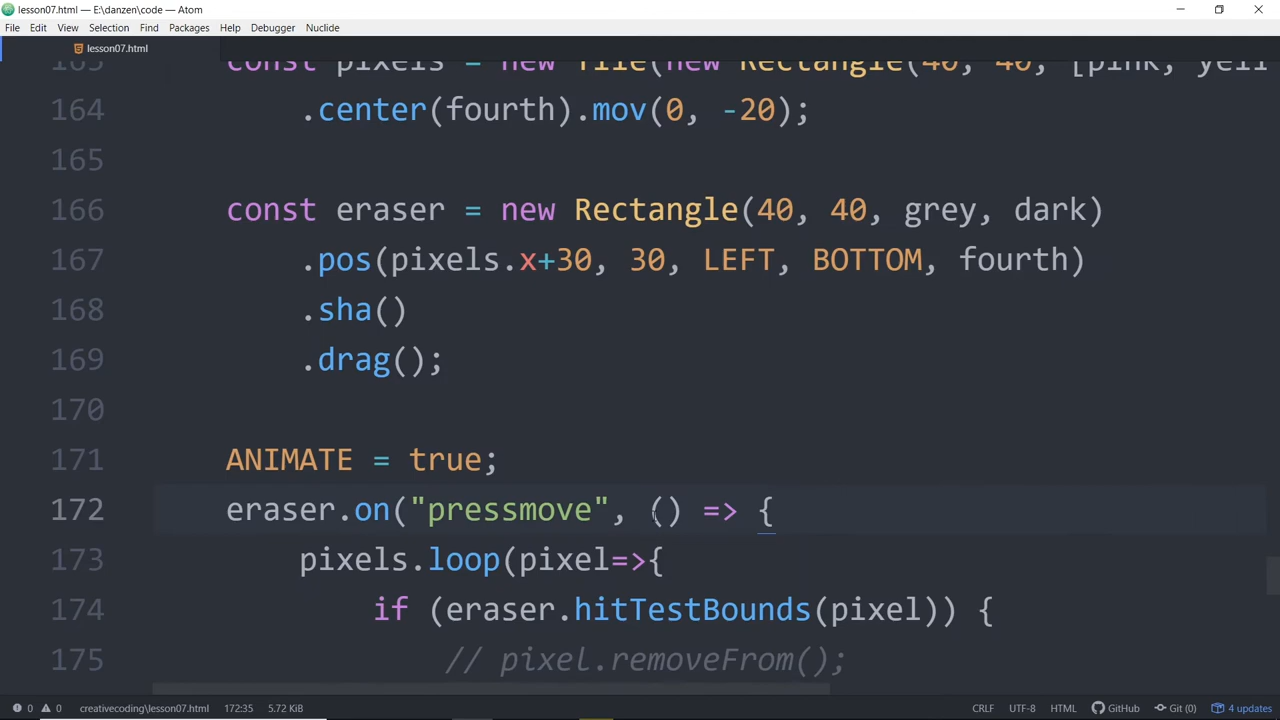 lesson07.html — E:\danzen\code — Atom
File Edit View Selection Find Packages Help Debugger Nuclide
lesson07.html
163 const pixels = new Tile(new Rectangle(40, 40, [pink, yell
164 .center(fourth).mov(0, -20);
165
166 const eraser = new Rectangle(40, 40, grey, dark)
167 .pos(pixels.x+30, 30, LEFT, BOTTOM, fourth)
168 .sha()
169 .drag();
170
171 ANIMATE = true;
172 eraser.on("pressmove", () => {
173 pixels.loop(pixel=>{
174 if (eraser.hitTestBounds(pixel)) {
175 // pixel.removeFrom();
0 0 creativecoding\lesson07.html 172:35 5.72 KiB CRLF UTF-8 HTML GitHub Git (0) 4 updates